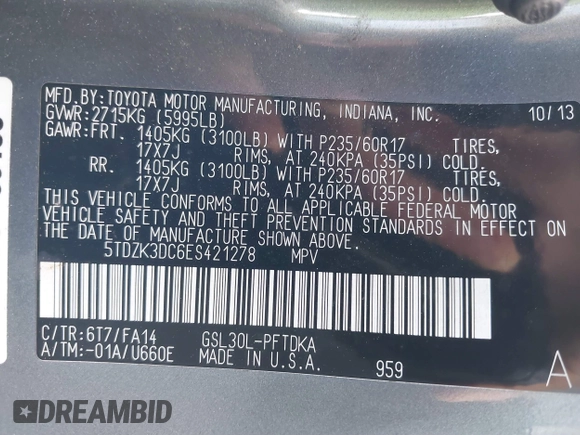 MFD.BY:TOYOTA MOTOR MANUFACTURING, INDIANA, INC. 10/13
GVWR:2715KG (5995LB)
GAWR:FRT. 1405KG (3100LB) WITH P235/60R17 TIRES,
17X7J RIMS, AT 240KPA (35PSI) COLD.
RR. 1405KG (3100LB) WITH P235/60R17 TIRES,
17X7J RIMS, AT 240KPA (35PSI) COLD.
THIS VEHICLE CONFORMS TO ALL APPLICABLE FEDERAL MOTOR
VEHICLE SAFETY AND THEFT PREVENTION STANDARDS IN EFFECT ON
THE DATE OF MANUFACTURE SHOWN ABOVE.
5TDZK3DC6ES421278 MPV
C/TR:6T7/FA14 GSL30L-PFTDKA
A/TM:-01A/U660E MADE IN U.S.A. 959 A
DREAMBID